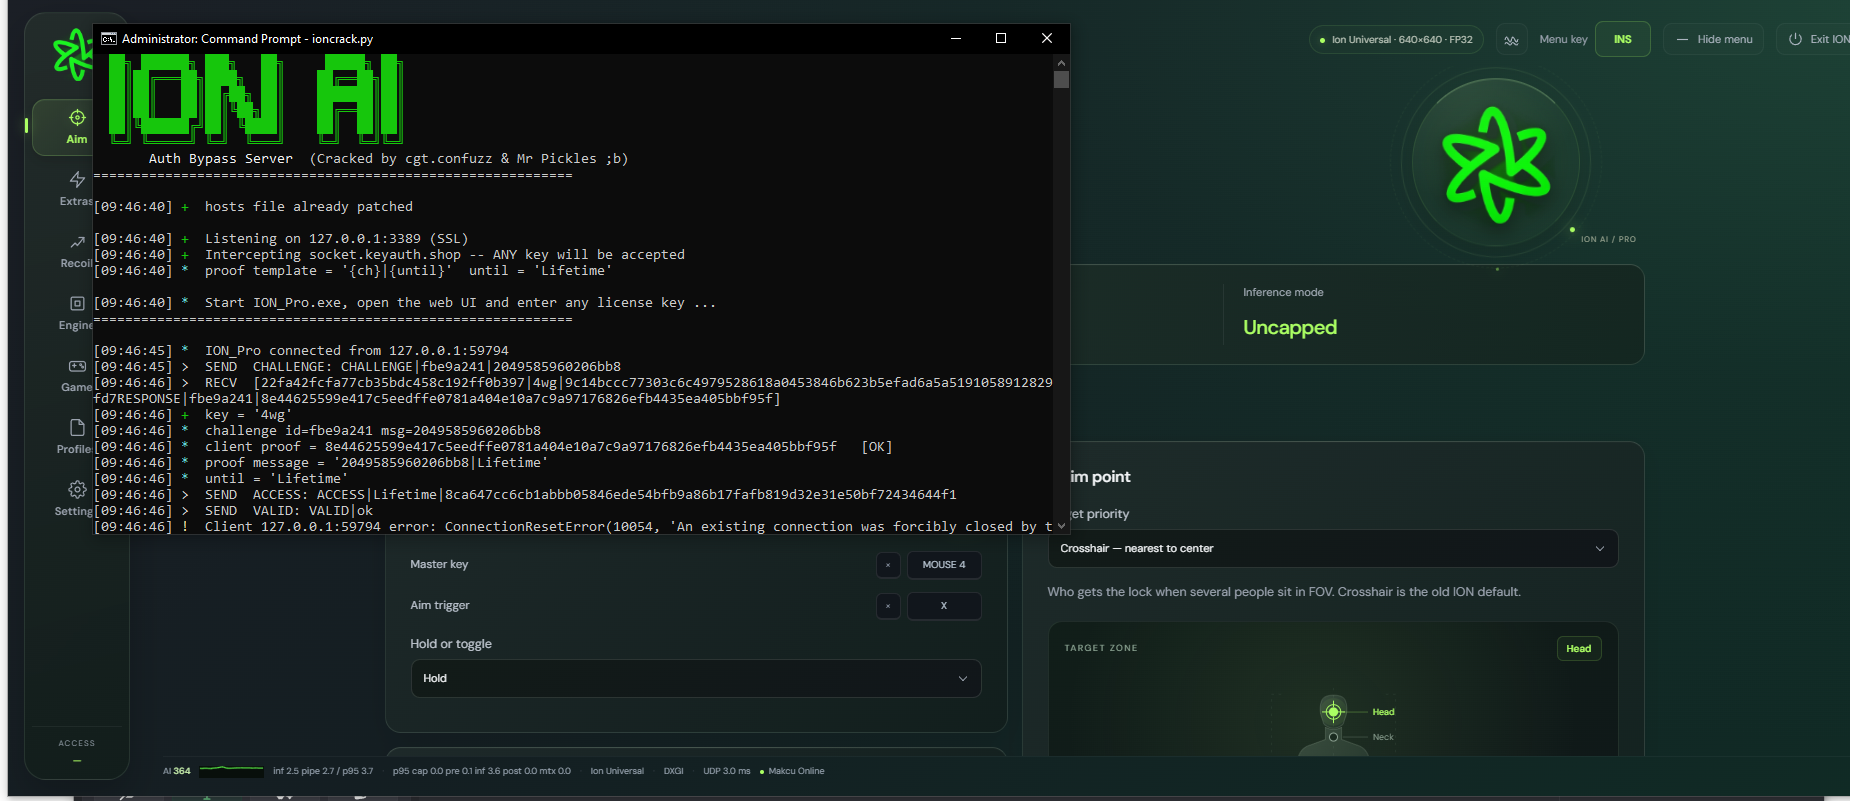 Administrator: Command Prompt - ioncrack.py
ION AI
Auth Bypass Server  (Cracked by cgt.confuzz & Mr Pickles ;b)
============================================================
[09:46:40] +  hosts file already patched
[09:46:40] +  Listening on 127.0.0.1:3389 (SSL)
[09:46:40] +  Intercepting socket.keyauth.shop -- ANY key will be accepted
[09:46:40] *  proof template = '{ch}|{until}'  until = 'Lifetime'
[09:46:40] *  Start ION_Pro.exe, open the web UI and enter any license key ...
============================================================
[09:46:45] *  ION_Pro connected from 127.0.0.1:59794
[09:46:45] >  SEND  CHALLENGE: CHALLENGE|fbe9a241|2049585960206bb8
[09:46:46] >  RECV  [22fa42fcfa77cb35bdc458c192ff0b397|4wg|9c14bccc77303c6c4979528618a0453846b623b5efad6a5a5191058912829
fd7RESPONSE|fbe9a241|8e44625599e417c5eedffe0781a404e10a7c9a97176826efb4435ea405bbf95f]
[09:46:46] +  key = '4wg'
[09:46:46] *  challenge id=fbe9a241 msg=2049585960206bb8
[09:46:46] *  client proof = 8e44625599e417c5eedffe0781a404e10a7c9a97176826efb4435ea405bbf95f   [OK]
[09:46:46] *  proof message = '2049585960206bb8|Lifetime'
[09:46:46] *  until = 'Lifetime'
[09:46:46] >  SEND  ACCESS: ACCESS|Lifetime|8ca647cc6cb1abbb05846ede54bfb9a86b17fafb819d32e31e50bf72434644f1
[09:46:46] >  SEND  VALID: VALID|ok
[09:46:46] !  Client 127.0.0.1:59794 error: ConnectionResetError(10054, 'An existing connection was forcibly closed by t
Aim
Extras
Recoil
Engine
Game
Profile
Setting
ACCESS
Ion Universal · 640×640 · FP32
Menu key
INS
Hide menu
Exit ION
ION AI / PRO
Inference mode
Uncapped
Master key
× MOUSE 4
Aim trigger
× X
Hold or toggle
Hold
im point
get priority
Crosshair — nearest to center
Who gets the lock when several people sit in FOV. Crosshair is the old ION default.
TARGET ZONE
Head
Head
Neck
AI 364
inf 2.5 pipe 2.7 / p95 3.7 · p95 cap 0.0 pre 0.1 inf 3.6 post 0.0 mtx 0.0 · Ion Universal · DXGI · UDP 3.0 ms
Makcu Online